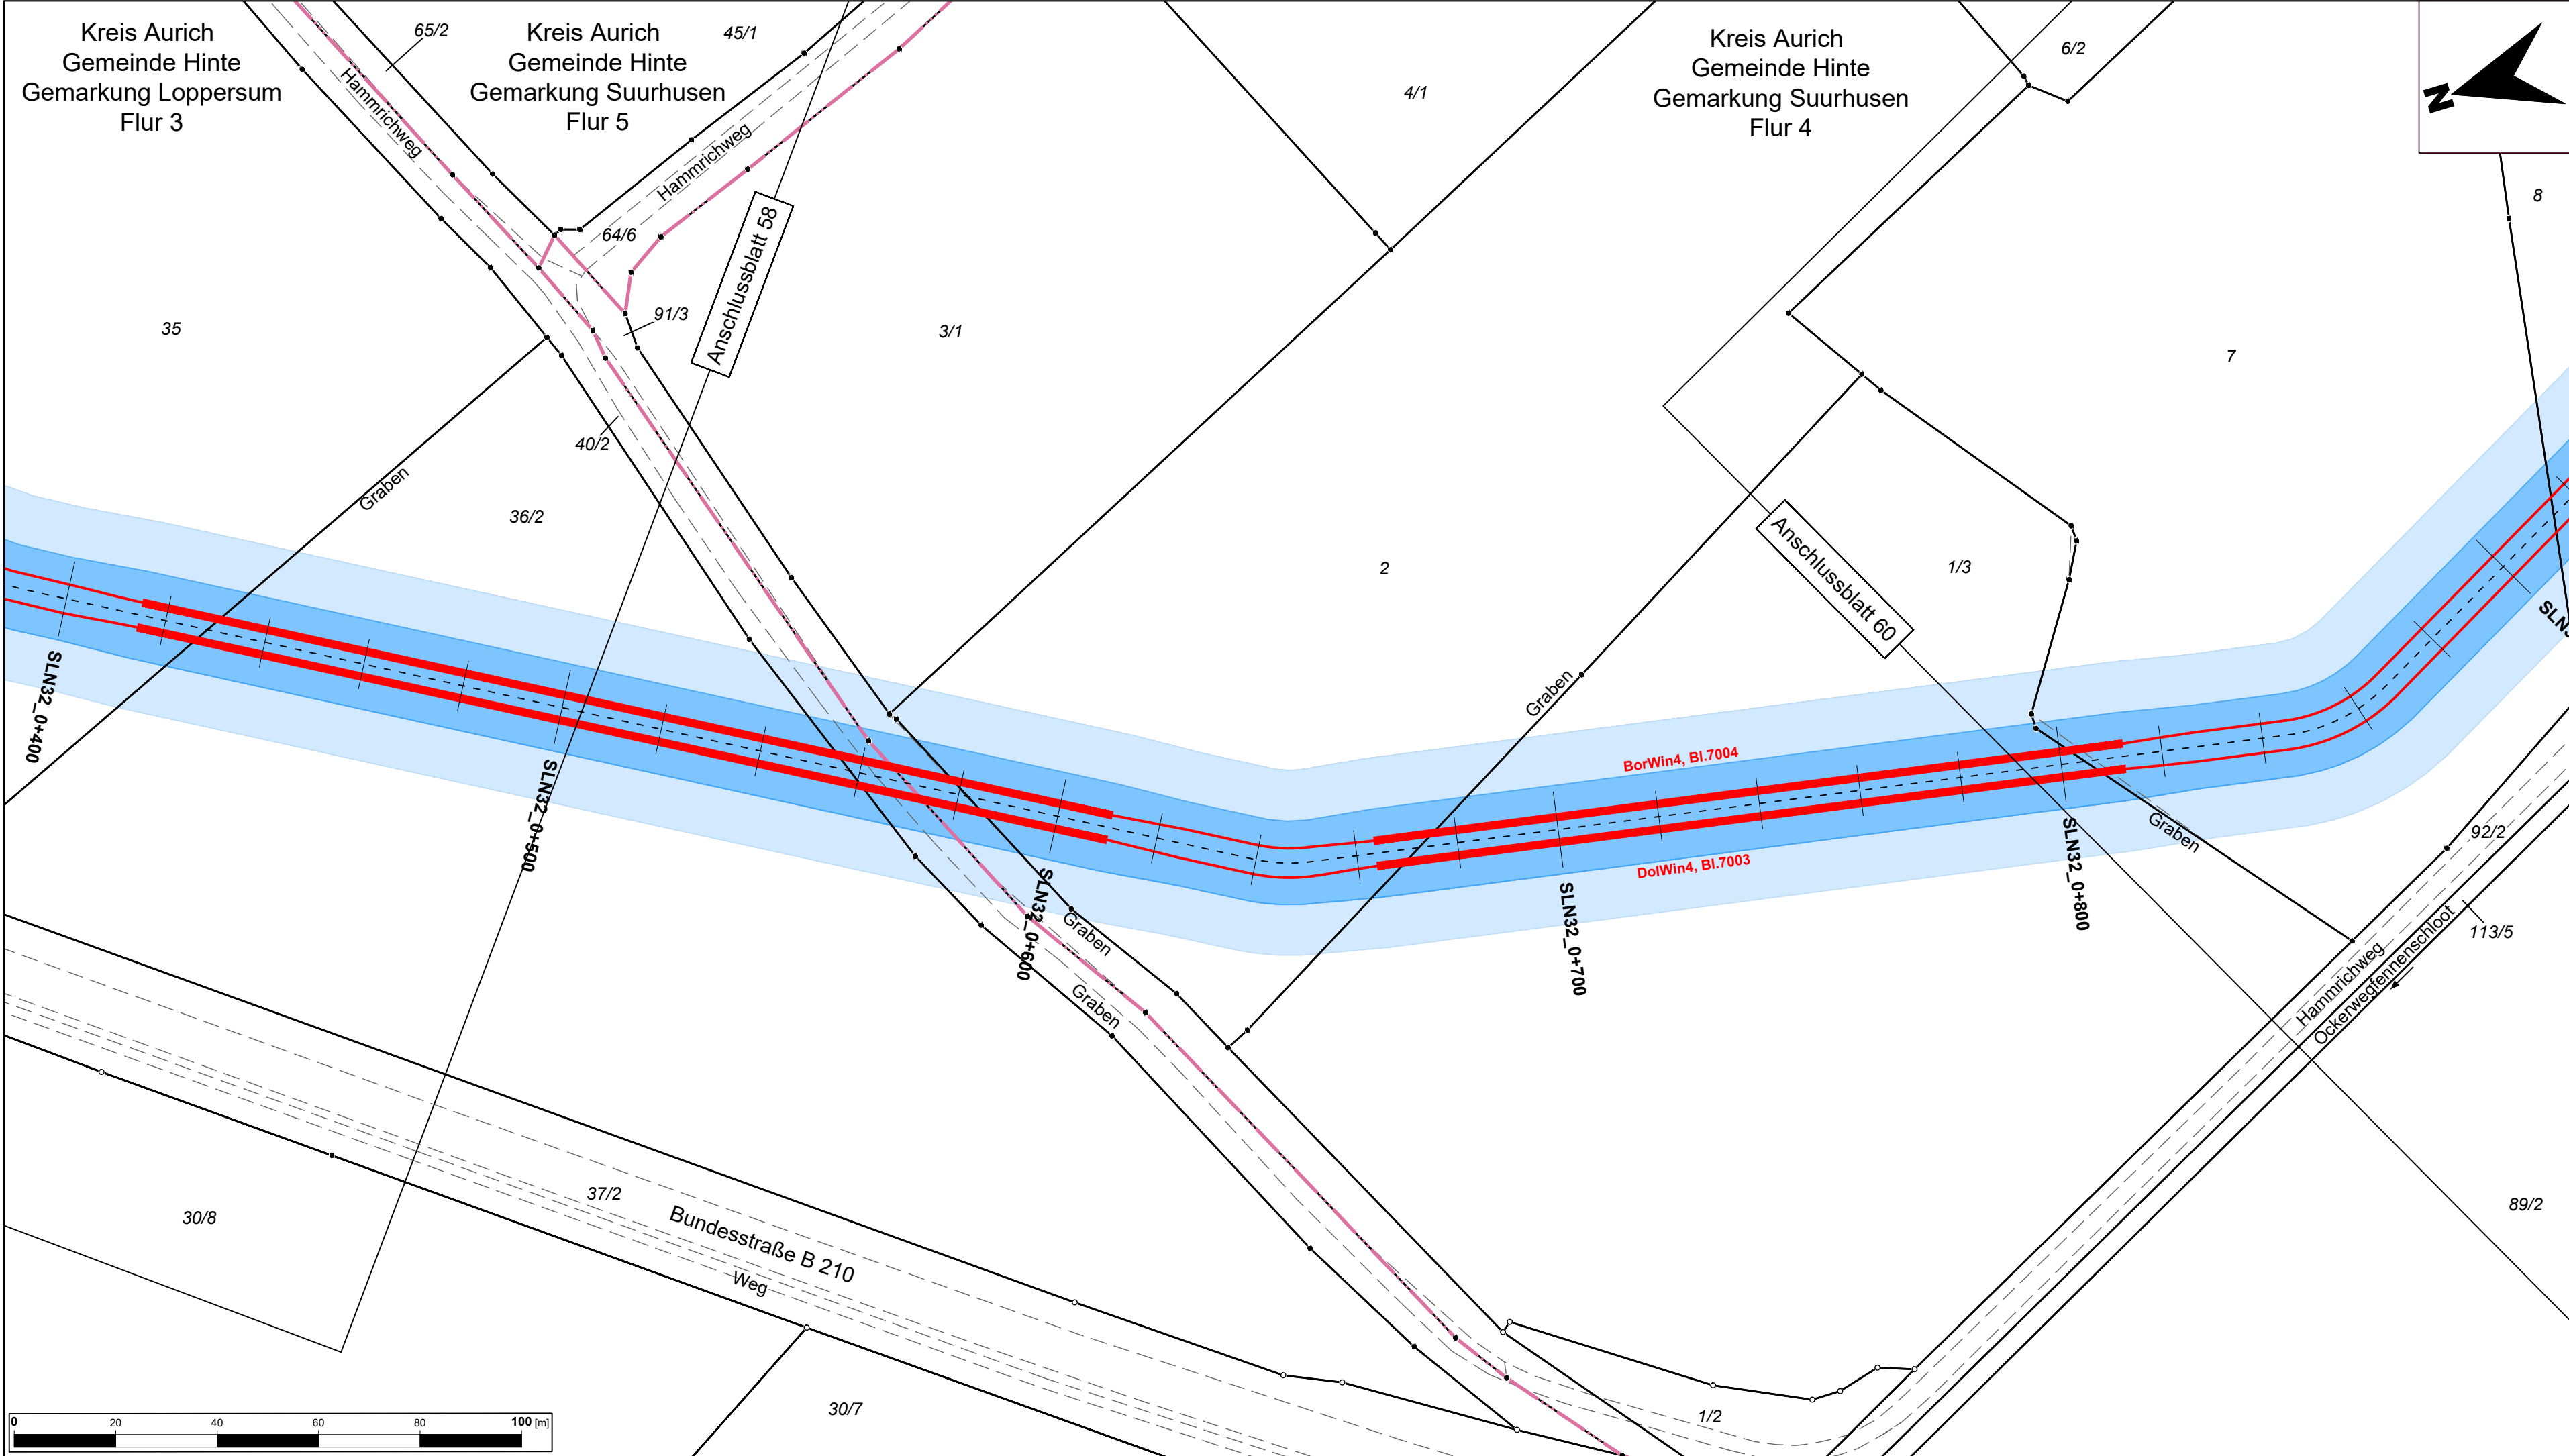 Kreis Aurich
Gemeinde Hinte
Gemarkung Loppersum
Flur 3
65/2
Kreis Aurich
Gemeinde Hinte
Gemarkung Suurhusen
Flur 5
45/1
4/1
Kreis Aurich
Gemeinde Hinte
Gemarkung Suurhusen
Flur 4
6/2
N
8
Hammrichweg
Hammrichweg
64/6
Anschlussblatt 58
91/3
35
3/1
7
40/2
Graben
36/2
2
1/3
Anschlussblatt 60
Graben
SLN32_0+400
SLN32_0+500
SLN32_0+600
SLN32_0+700
SLN32_0+800
BorWin4, Bl.7004
DolWin4, Bl.7003
Graben
92/2
113/5
Graben
Graben
Hammrichweg
Ockerwegfennenschloot
37/2
30/8
89/2
Bundesstraße B 210
Weg
30/7
1/2
0 20 40 60 80 100 [m]